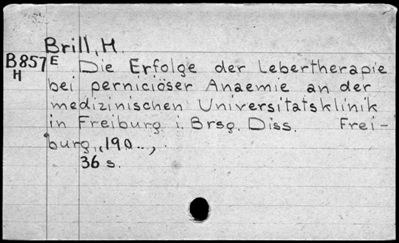 Brill, H.
B857E Die Erfolge der Lebertherapie
H bei perniciöser Anaemie an der
medizinischen Universitätsklinik
in Freiburg i. Brsg. Diss. Frei-
burg, 190..,
36 s.